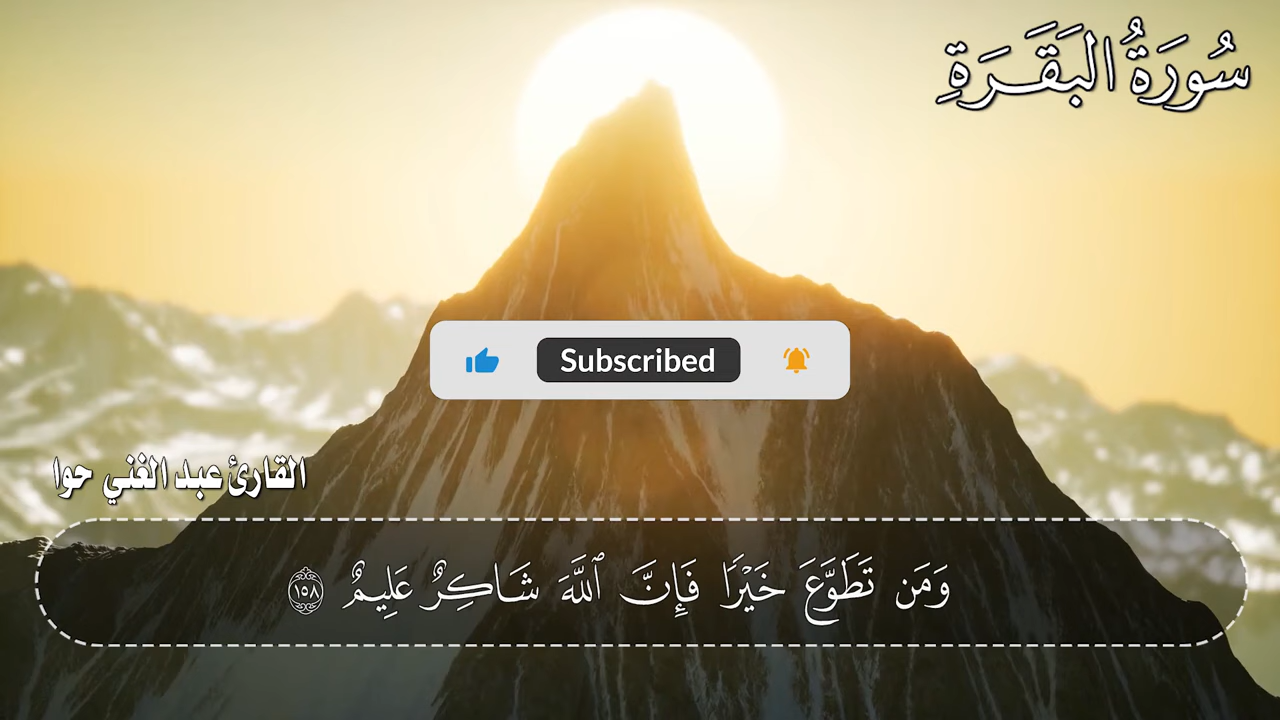 سُورَةُ البَقَرَةِ
Subscribed
القارئ عبد الغني حوا
وَمَن تَطَوَّعَ خَيْرًا فَإِنَّ ٱللَّهَ شَاكِرٌ عَلِيمٌ ١٥٨